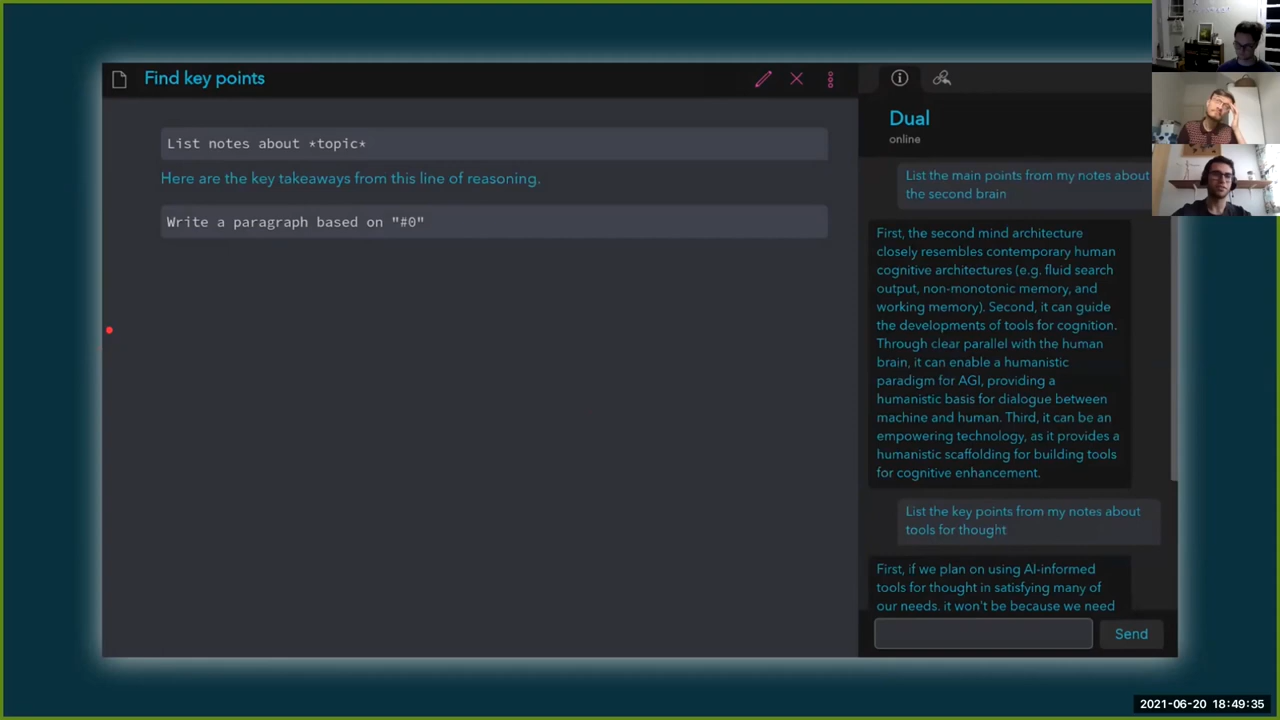 Find key points
List notes about *topic*
Here are the key takeaways from this line of reasoning.
Write a paragraph based on "#0"
Dual
online
List the main points from my notes about
the second brain
First, the second mind architecture
closely resembles contemporary human
cognitive architectures (e.g. fluid search
output, non-monotonic memory, and
working memory). Second, it can guide
the developments of tools for cognition.
Through clear parallel with the human
brain, it can enable a humanistic
paradigm for AGI, providing a
humanistic basis for dialogue between
machine and human. Third, it can be an
empowering technology, as it provides a
humanistic scaffolding for building tools
for cognitive enhancement.
List the key points from my notes about
tools for thought
First, if we plan on using AI-informed
tools for thought in satisfying many of
our needs, it won't be because we need
Send
2021-06-20 18:49:35